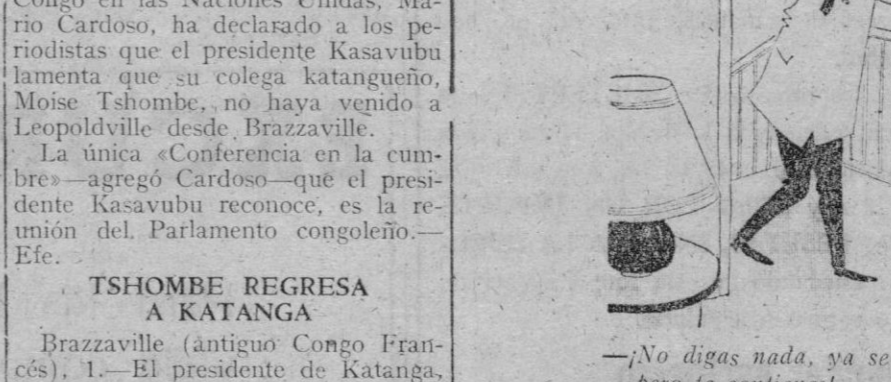 Congo en las Naciones Unidas, Ma-
rio Cardoso, ha declarado a los pe-
riodistas que el presidente Kasavubu
lamenta que su colega katangueño,
Moise Tshombe, no haya venido a
Leopoldville desde Brazzaville.
La única «Conferencia en la cum-
bre»—agregó Cardoso—que el presi-
dente Kasavubu reconoce, es la re-
unión del Parlamento congoleño.—
Efe.
TSHOMBE REGRESA
A KATANGA
Brazzaville (antiguo Congo Fran-
cés), 1.—El presidente de Katanga,
—¡No digas nada, ya se